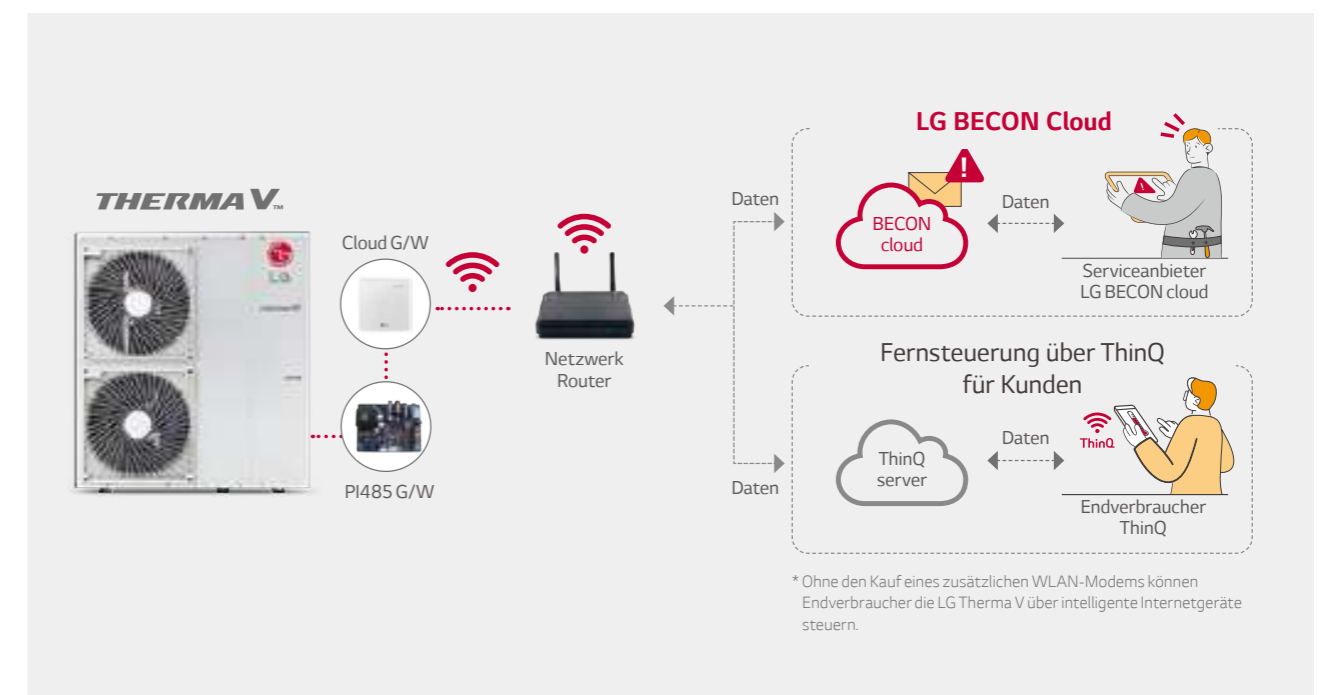 THERMA V™
LG
Cloud G/W
PI485 G/W
Netzwerk
Router
Daten
Daten
LG BECON Cloud
BECON
cloud
Daten
Serviceanbieter
LG BECON cloud
Fernsteuerung über ThinQ
für Kunden
ThinQ
server
Daten
ThinQ
Endverbraucher
ThinQ
* Ohne den Kauf eines zusätzlichen WLAN-Modems können
Endverbraucher die LG Therma V über intelligente Internetgeräte
steuern.